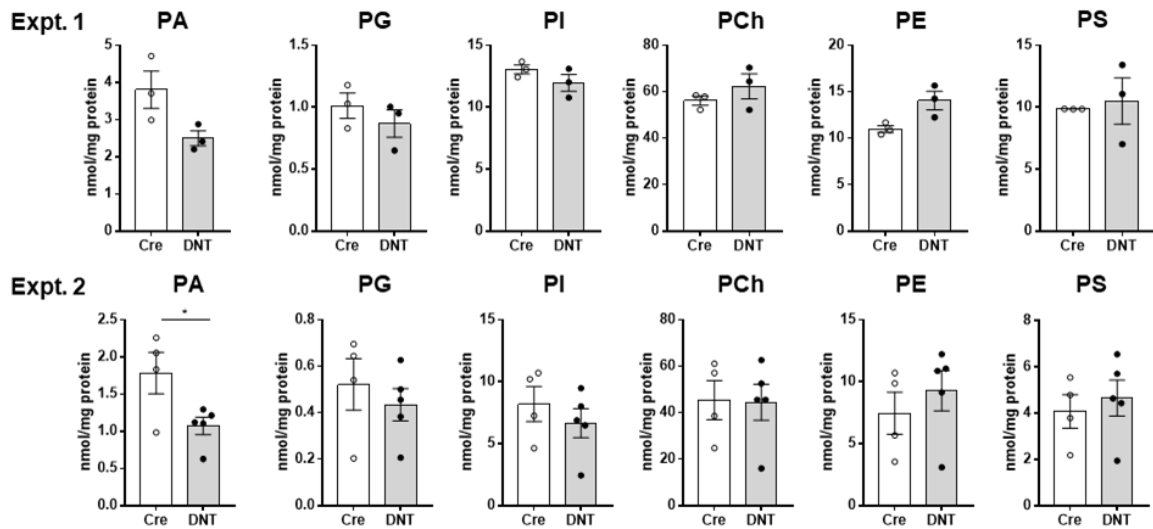 Expt. 1
PA PG PI PCh PE PS
nmol/mg protein nmol/mg protein nmol/mg protein nmol/mg protein nmol/mg protein nmol/mg protein
5 1.5 15 80 20 15
4 1.0 10 60 15 10
3 0.5 5 40 10 5
2 0.0 0 20 5 0
1 0 0
0
Cre DNT Cre DNT Cre DNT Cre DNT Cre DNT Cre DNT
Expt. 2
PA PG PI PCh PE PS
nmol/mg protein nmol/mg protein nmol/mg protein nmol/mg protein nmol/mg protein nmol/mg protein
2.5 0.8 15 80 15 8
2.0 0.6 10 60 10 6
1.5 0.4 5 40 5 4
1.0 0.2 0 20 0 2
0.5 0.0 0 0
0.0
*
Cre DNT Cre DNT Cre DNT Cre DNT Cre DNT Cre DNT